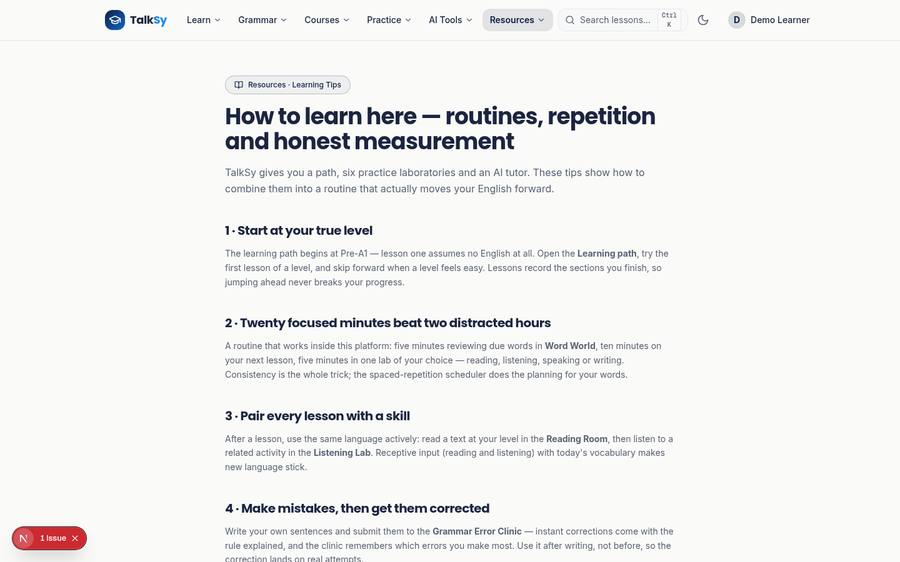 TalkSy
Learn
Grammar
Courses
Practice
AI Tools
Resources
Search lessons...
Ctrl
K
D
Demo Learner
Resources · Learning Tips
How to learn here — routines, repetition
and honest measurement
TalkSy gives you a path, six practice laboratories and an AI tutor. These tips show how to
combine them into a routine that actually moves your English forward.
1 · Start at your true level
The learning path begins at Pre-A1 — lesson one assumes no English at all. Open the Learning path, try the
first lesson of a level, and skip forward when a level feels easy. Lessons record the sections you finish, so
jumping ahead never breaks your progress.
2 · Twenty focused minutes beat two distracted hours
A routine that works inside this platform: five minutes reviewing due words in Word World, ten minutes on
your next lesson, five minutes in one lab of your choice — reading, listening, speaking or writing.
Consistency is the whole trick; the spaced-repetition scheduler does the planning for your words.
3 · Pair every lesson with a skill
After a lesson, use the same language actively: read a text at your level in the Reading Room, then listen to a
related activity in the Listening Lab. Receptive input (reading and listening) with today's vocabulary makes
new language stick.
4 · Make mistakes, then get them corrected
Write your own sentences and submit them to the Grammar Error Clinic — instant corrections come with the
rule explained, and the clinic remembers which errors you make most. Use it after writing, not before, so the
correction lands on real attempts.
N
1 Issue